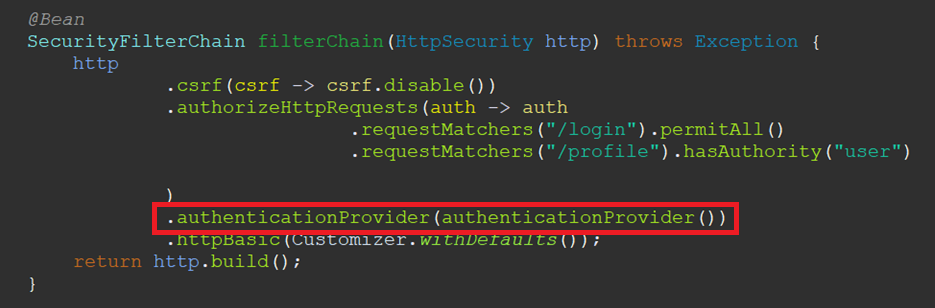 @Bean
SecurityFilterChain filterChain(HttpSecurity http) throws Exception {
http
.csrf(csrf -> csrf.disable())
.authorizeHttpRequests(auth -> auth
.requestMatchers("/login").permitAll()
.requestMatchers("/profile").hasAuthority("user")
)
.authenticationProvider(authenticationProvider())
.httpBasic(Customizer.withDefaults());
return http.build();
}